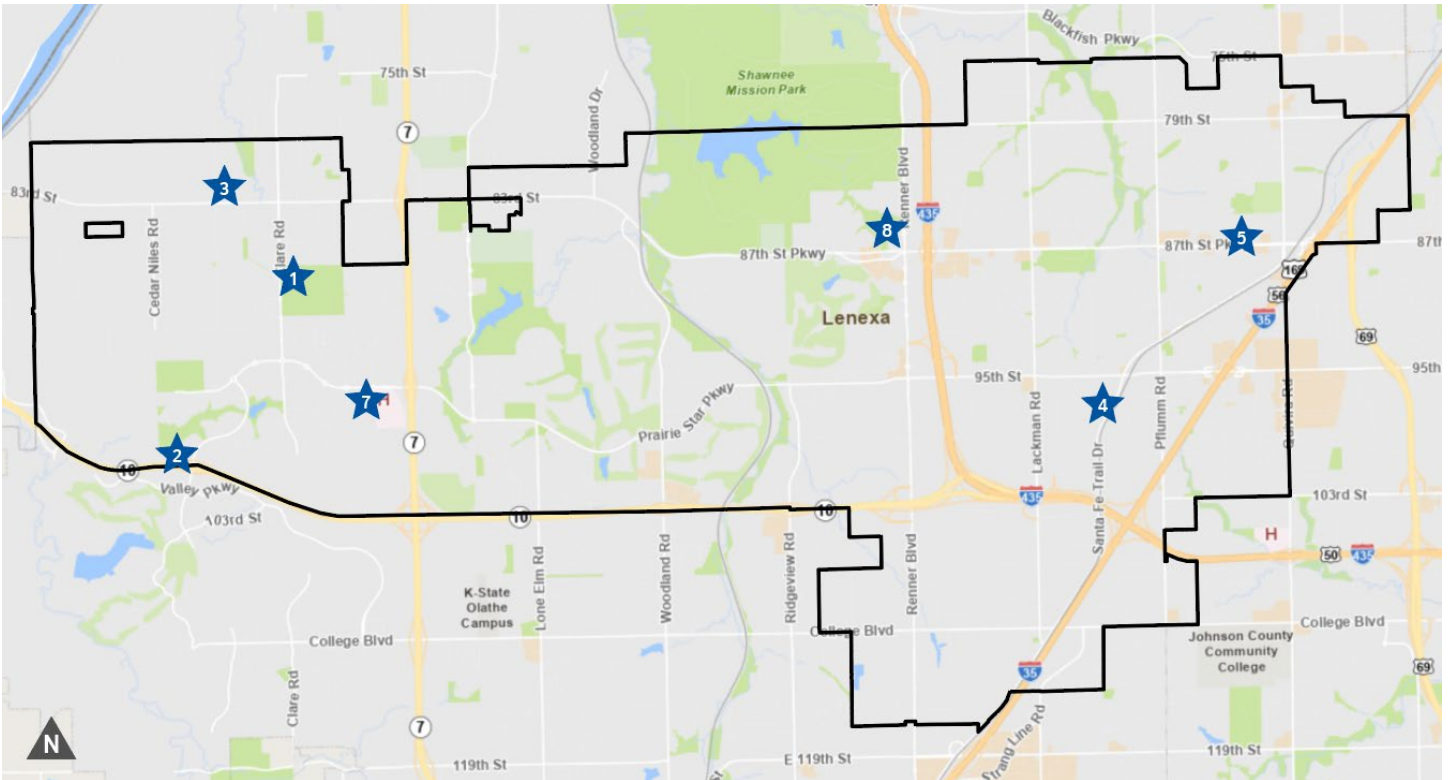 Blackfish Pkwy
75th St
75th St
Shawnee
Mission Park
Woodland Dr
7
79th St
3
83rd St
83rd St
Renner Blvd
435
8
5
Cedar Niles Rd
87th St Pkwy
87th St Pk
87th
1
169
56
35
Lenexa
69
95th St
95th
7
H
4
Prairie Star Pkwy
Lackman Rd
Pflumm Rd
7
2
10
Valley Pkwy
435
103rd St
103rd St
10
10
Santa Fe Trail Dr
H
50
435
Lone Elm Rd
Woodland Rd
Ridgeview Rd
Renner Blvd
K-State
Olathe
Campus
College Blvd
College Blvd
College Blvd
Johnson County
Community
College
35
69
Clare Rd
7
N
Strang Line Rd
119th St
E 119th St
119th St